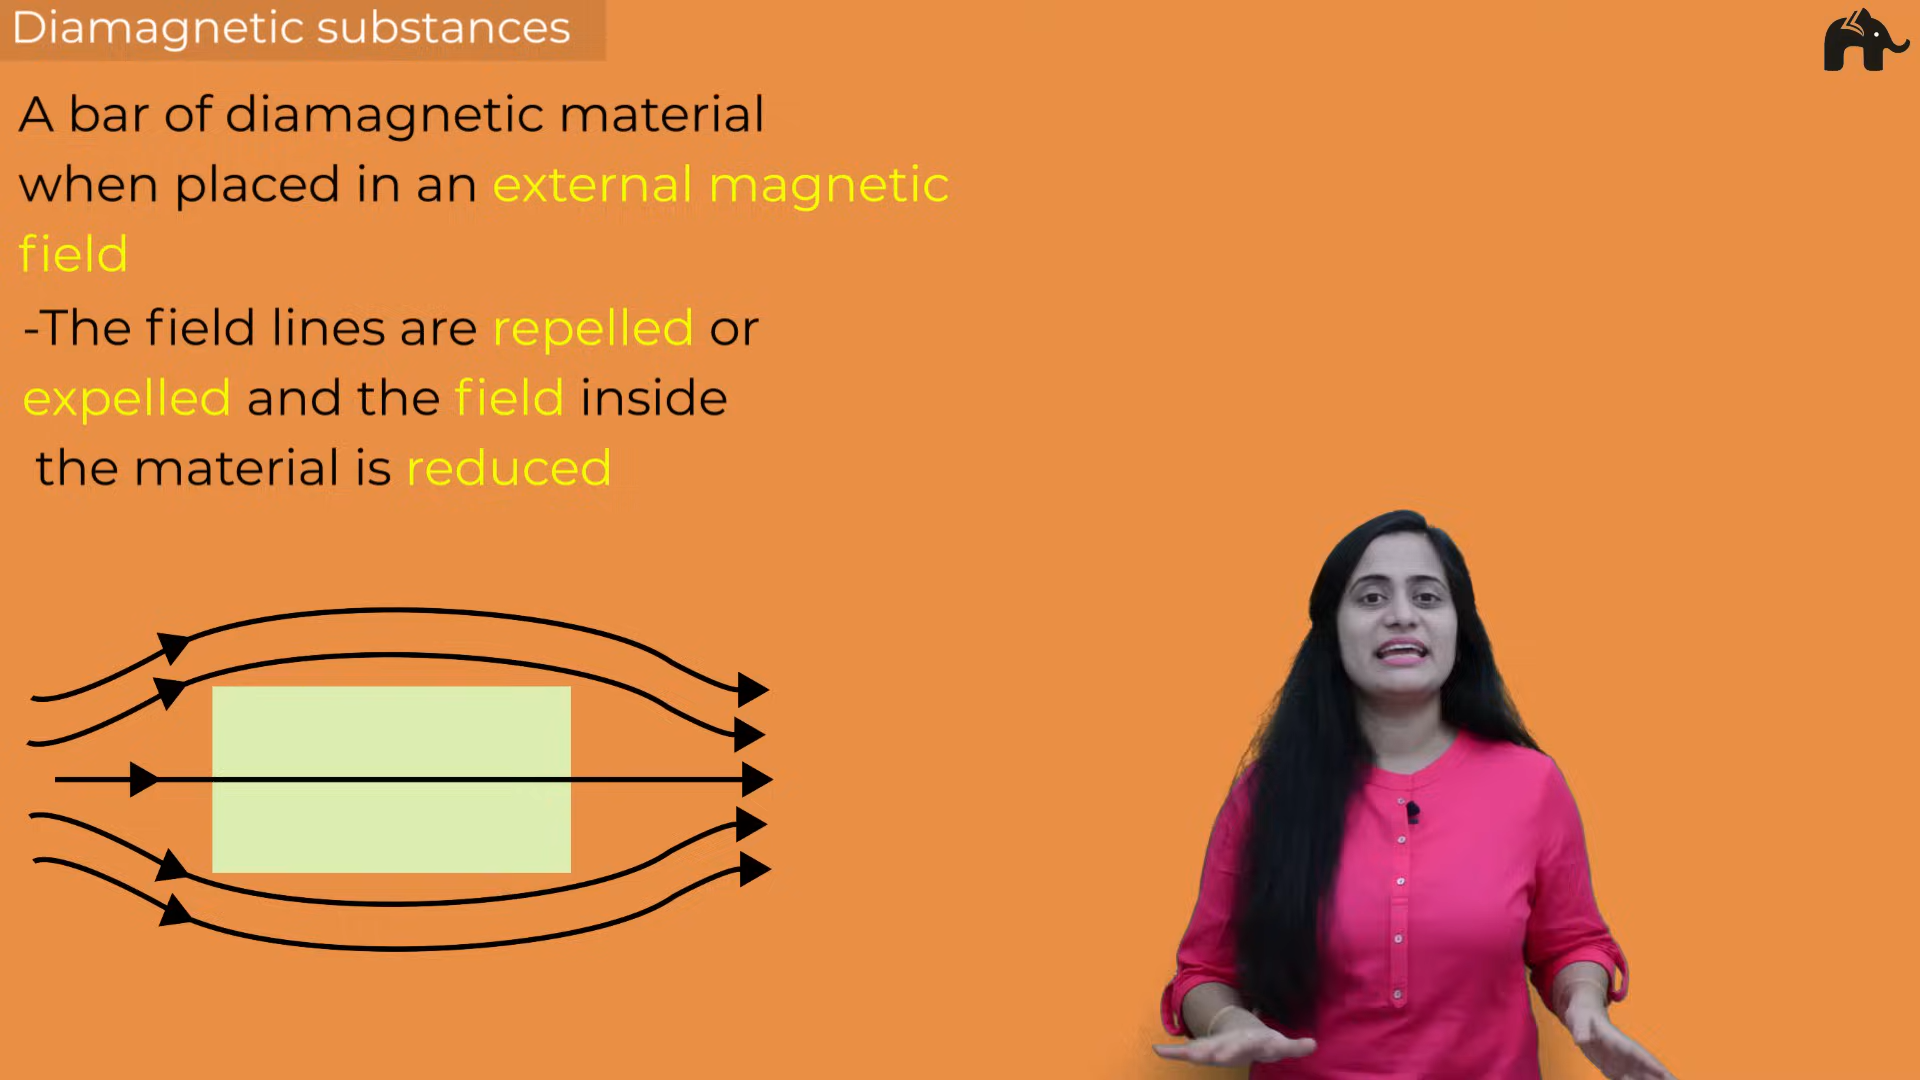 Diamagnetic substances
A bar of diamagnetic material
when placed in an external magnetic
field
-The field lines are repelled or
expelled and the field inside
the material is reduced